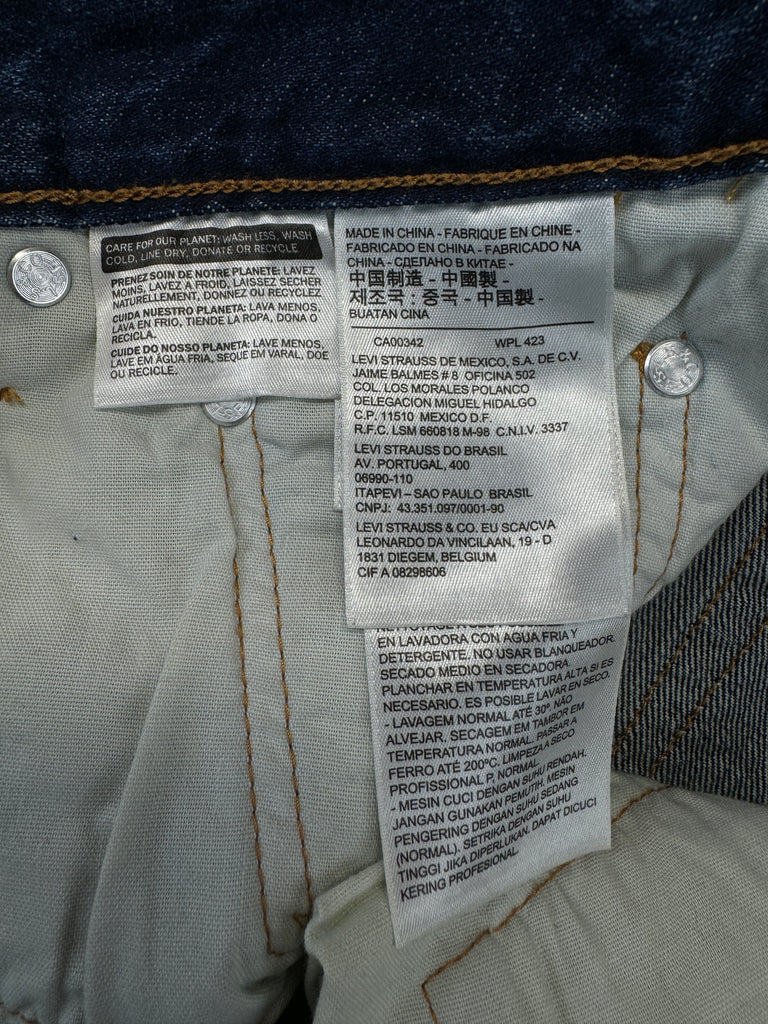 CARE FOR OUR PLANET: WASH LESS, WASH
COLD, LINE DRY, DONATE OR RECYCLE
PRENEZ SOIN DE NOTRE PLANETE: LAVEZ
MOINS, LAVEZ A FROID, LAISSEZ SECHER
NATURELLEMENT, DONNEZ OU RECYCLEZ
CUIDA NUESTRO PLANETA: LAVA MENOS,
LAVA EN FRIO, TIENDE LA ROPA, DONA O
RECICLA.
CUIDE DO NOSSO PLANETA: LAVE MENOS,
LAVE EM ÁGUA FRIA, SEQUE EM VARAL, DOE
OU RECICLE.
MADE IN CHINA - FABRIQUE EN CHINE -
FABRICADO EN CHINA - FABRICADO NA
CHINA - СДЕЛАНО В КИТАЕ -
中国制造 - 中國製 -
제조국 : 중국 - 中国製 -
BUATAN CINA
CA00342 WPL 423
LEVI STRAUSS DE MEXICO, S.A. DE C.V.
JAIME BALMES # 8 OFICINA 502
COL. LOS MORALES POLANCO
DELEGACION MIGUEL HIDALGO
C.P. 11510 MEXICO D.F.
R.F.C. LSM 660818 M-98 C.N.I.V. 3337
LEVI STRAUSS DO BRASIL
AV. PORTUGAL, 400
06990-110
ITAPEVI – SAO PAULO BRASIL
CNPJ: 43.351.097/0001-90
LEVI STRAUSS & CO. EU SCA/CVA
LEONARDO DA VINCILAAN, 19 - D
1831 DIEGEM, BELGIUM
CIF A 08298606
EN LAVADORA CON AGUA FRIA Y
DETERGENTE. NO USAR BLANQUEADOR.
SECADO MEDIO EN SECADORA.
PLANCHAR EN TEMPERATURA ALTA SI ES
NECESARIO. ES POSIBLE LAVAR EN SECO.
- LAVAGEM NORMAL ATÉ 30º. NÃO
ALVEJAR. SECAGEM EM TAMBOR EM
TEMPERATURA NORMAL. PASSAR A
FERRO ATÉ 200ºC. LIMPEZA A SECO
PROFISSIONAL P, NORMAL.
- MESIN CUCI DENGAN SUHU RENDAH.
JANGAN GUNAKAN PEMUTIH. MESIN
PENGERING DENGAN SUHU SEDANG
(NORMAL). SETRIKA DENGAN SUHU
TINGGI JIKA DIPERLUKAN. DAPAT DICUCI
KERING PROFESIONAL.